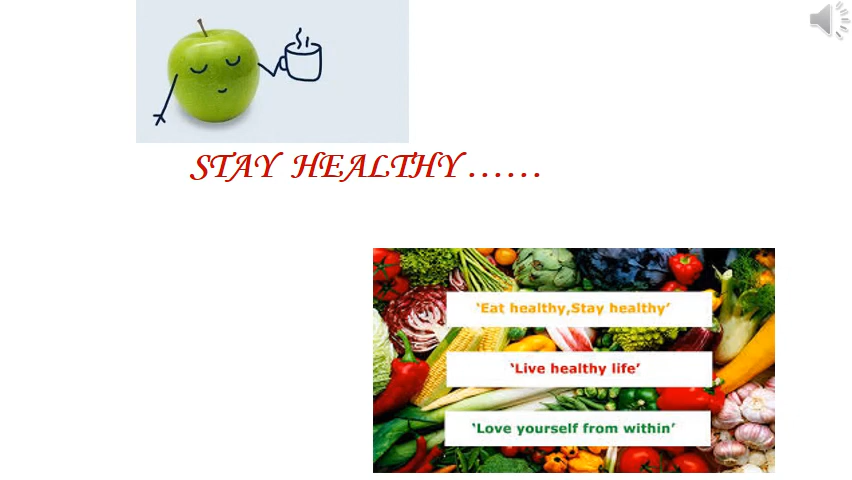 STAY HEALTHY......
‘Eat healthy,Stay healthy’
‘Live healthy life’
‘Love yourself from within’